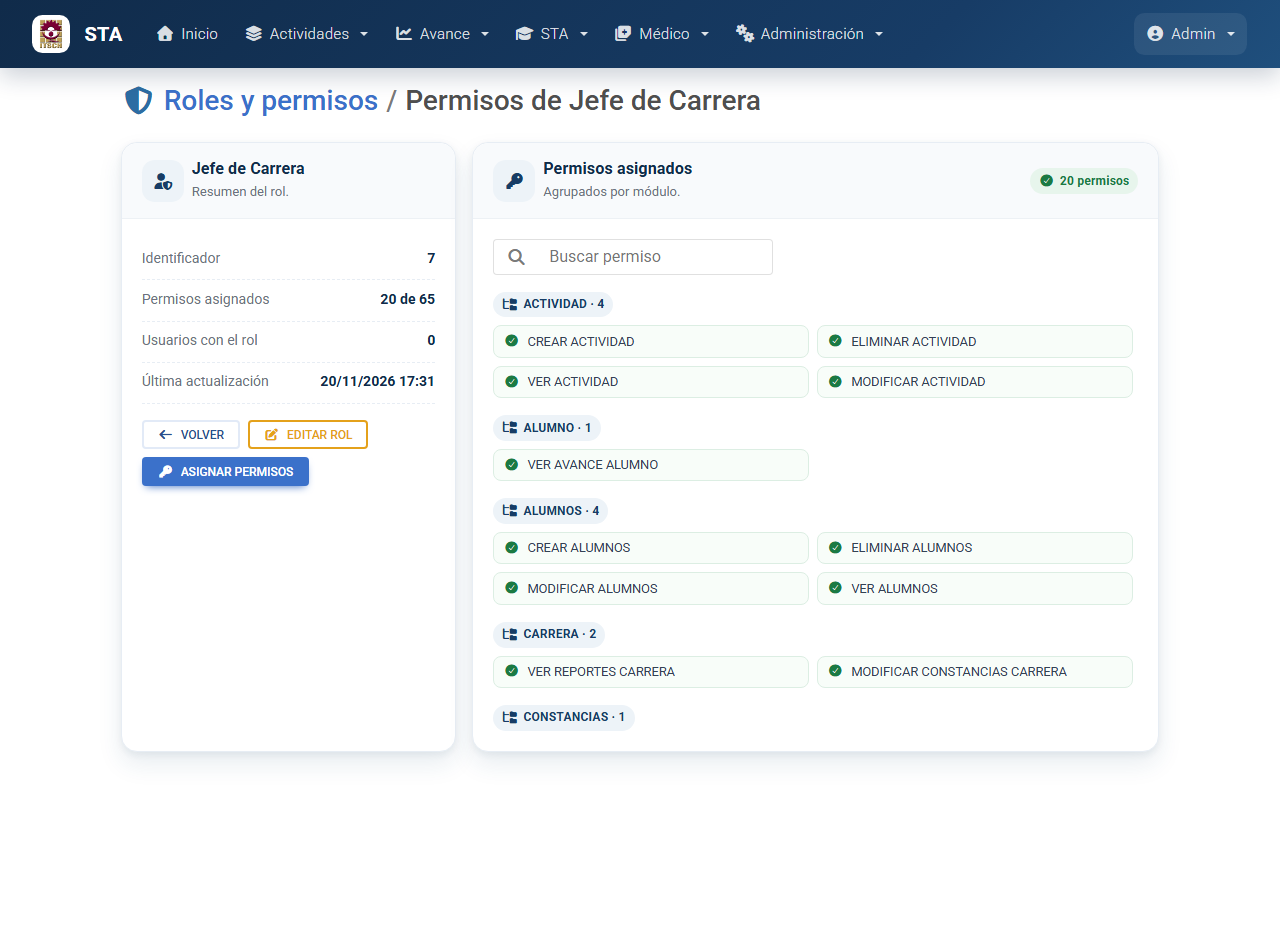 STA
Inicio
Actividades
Avance
STA
Médico
Administración
Admin
Roles y permisos / Permisos de Jefe de Carrera
Jefe de Carrera
Resumen del rol.
Identificador 7
Permisos asignados 20 de 65
Usuarios con el rol 0
Última actualización 20/11/2026 17:31
VOLVER
EDITAR ROL
ASIGNAR PERMISOS
Permisos asignados
Agrupados por módulo.
20 permisos
Buscar permiso
ACTIVIDAD · 4
CREAR ACTIVIDAD
ELIMINAR ACTIVIDAD
VER ACTIVIDAD
MODIFICAR ACTIVIDAD
ALUMNO · 1
VER AVANCE ALUMNO
ALUMNOS · 4
CREAR ALUMNOS
ELIMINAR ALUMNOS
MODIFICAR ALUMNOS
VER ALUMNOS
CARRERA · 2
VER REPORTES CARRERA
MODIFICAR CONSTANCIAS CARRERA
CONSTANCIAS · 1